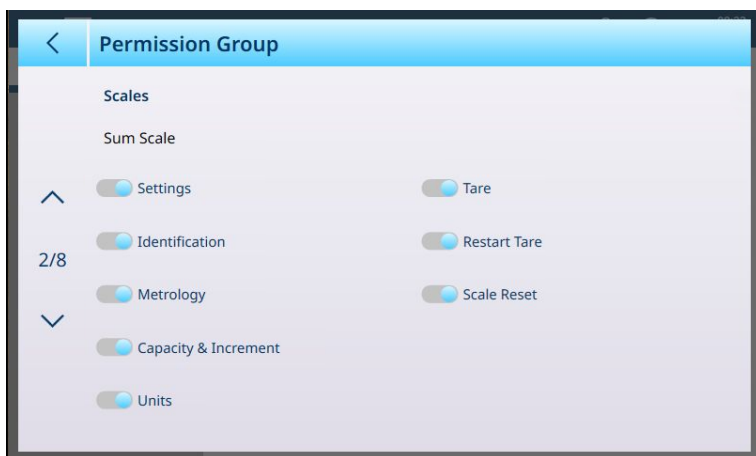 Permission Group
Scales
Sum Scale
Settings
Tare
Identification
Restart Tare
2/8
Metrology
Scale Reset
Capacity & Increment
Units